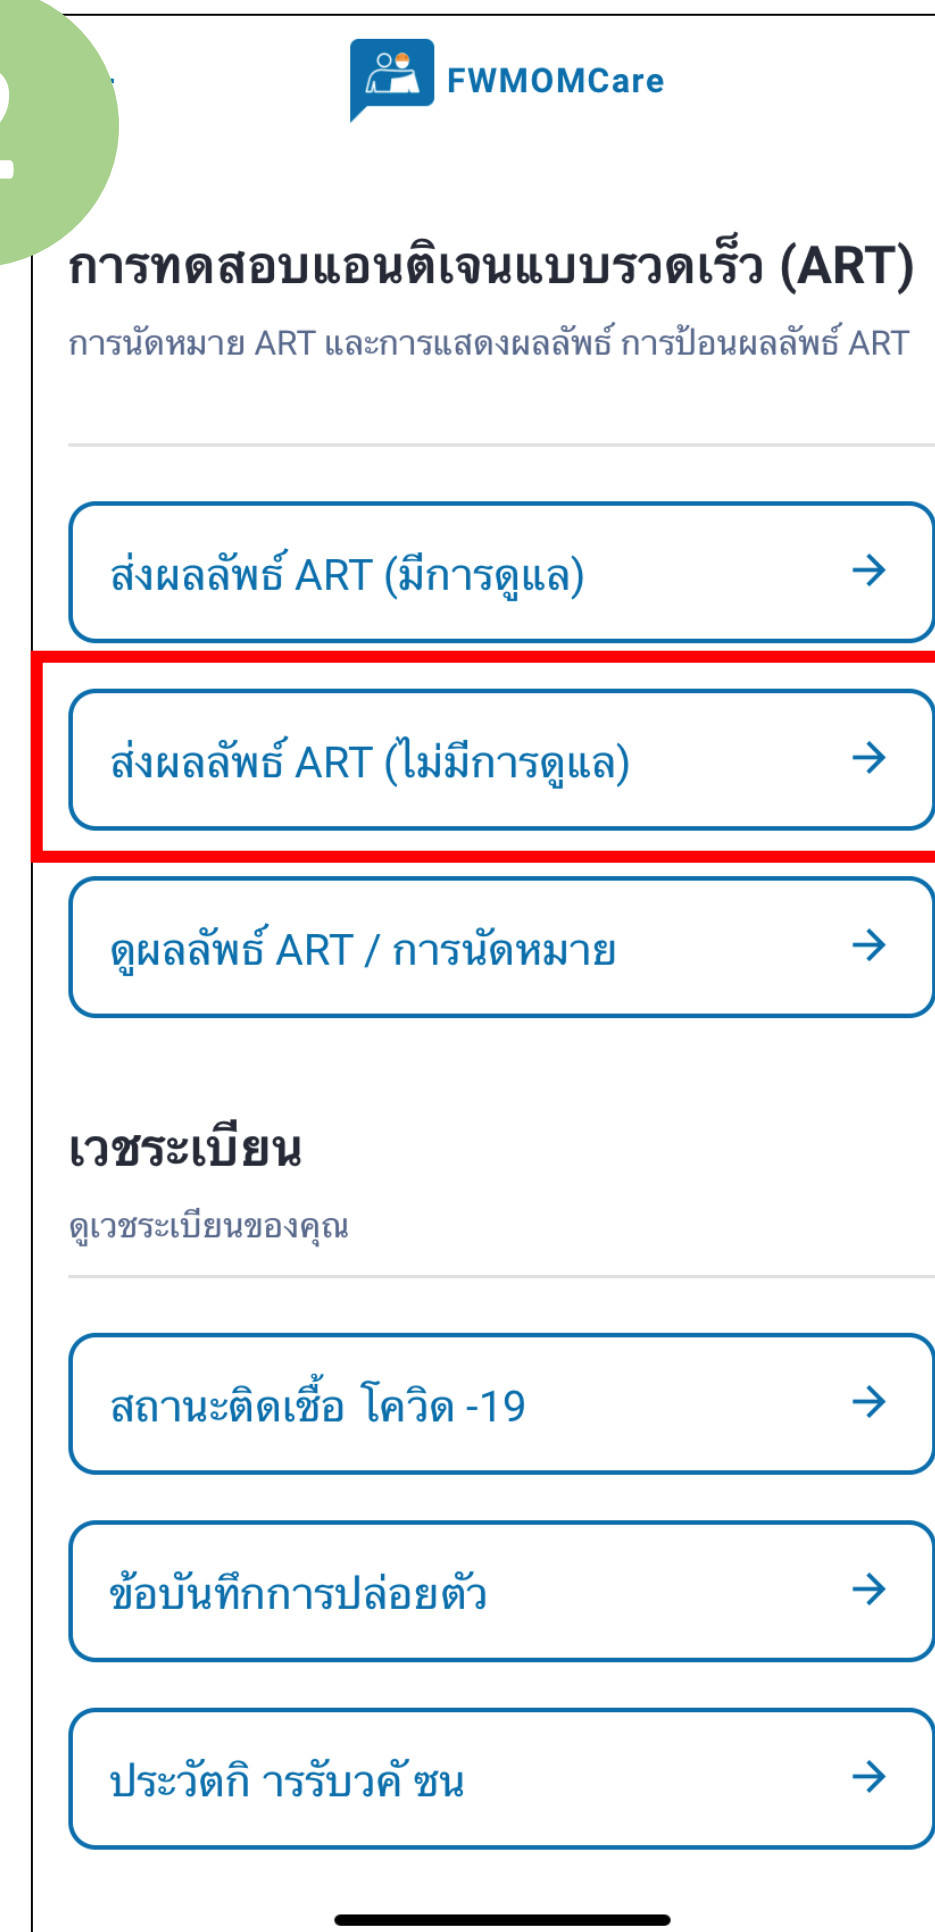 FWMOMCare
การทดสอบแอนติเจนแบบรวดเร็ว (ART)
การนัดหมาย ART และการแสดงผลลัพธ์ การป้อนผลลัพธ์ ART
ส่งผลลัพธ์ ART (มีการดูแล)
ส่งผลลัพธ์ ART (ไม่มีการดูแล)
ดูผลลัพธ์ ART / การนัดหมาย
เวชระเบียน
ดูเวชระเบียนของคุณ
สถานะติดเชื้อ โควิด -19
ข้อบันทึกการปล่อยตัว
ประวัตกิ ารรับวคั ซน